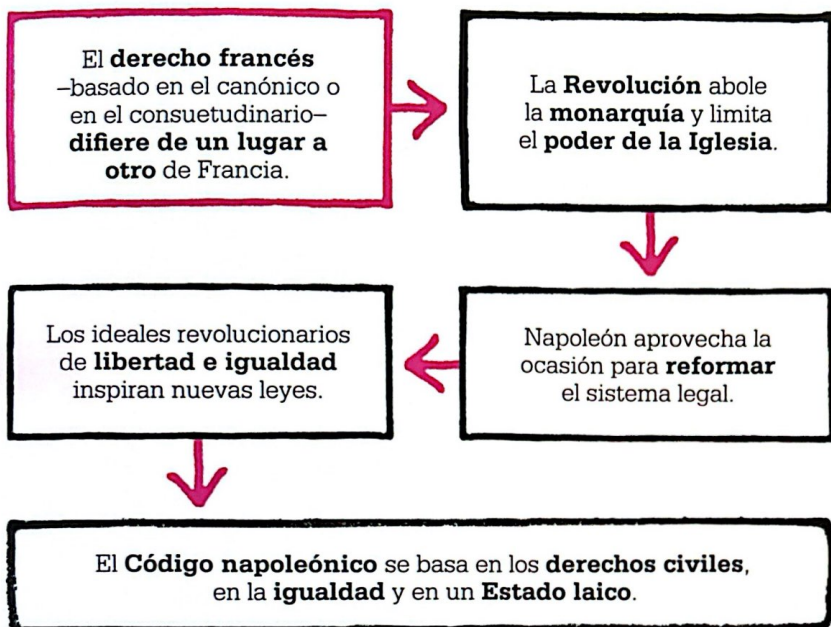 El derecho francés
–basado en el canónico o
en el consuetudinario–
difiere de un lugar a
otro de Francia.
La Revolución abole
la monarquía y limita
el poder de la Iglesia.
Napoleón aprovecha la
ocasión para reformar
el sistema legal.
Los ideales revolucionarios
de libertad e igualdad
inspiran nuevas leyes.
El Código napoleónico se basa en los derechos civiles,
en la igualdad y en un Estado laico.